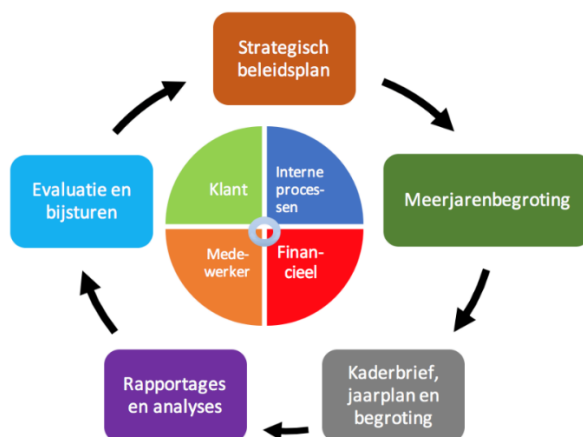 Strategisch
beleidsplan
Meerjarenbegroting
Kaderbrief,
jaarplan en
begroting
Rapportages
en analyses
Evaluatie en
bijsturen
Klant
Interne
proces-
sen
Mede-
werker
Finan-
cieel